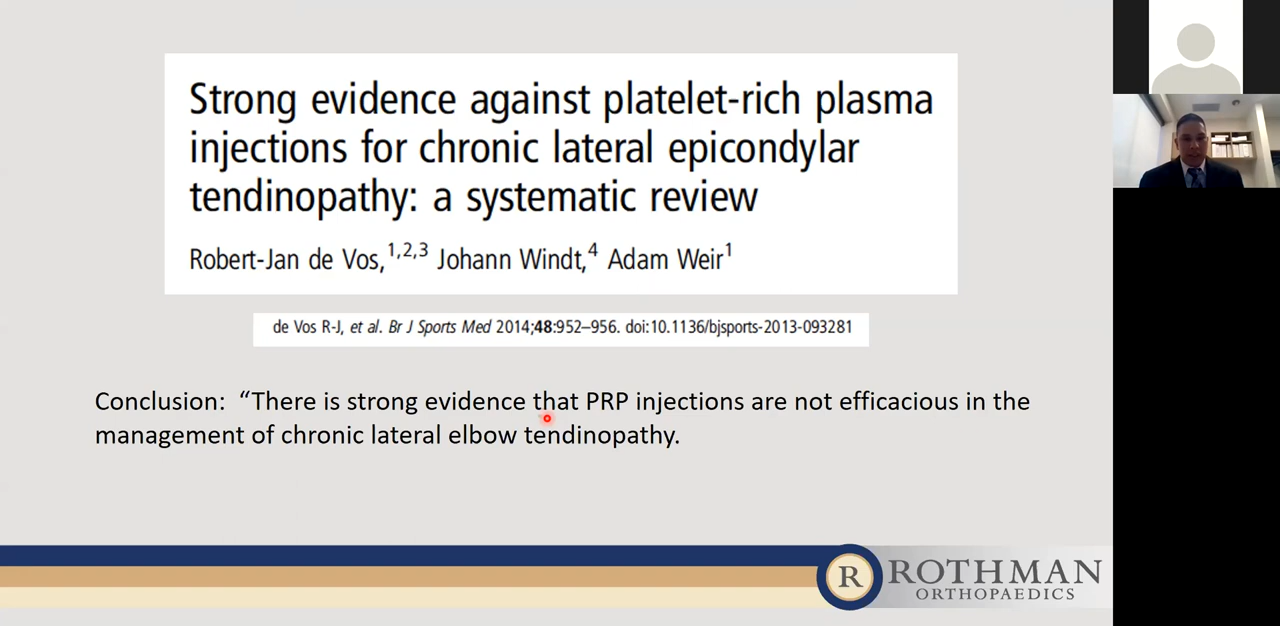 Strong evidence against platelet-rich plasma
injections for chronic lateral epicondylar
tendinopathy: a systematic review
Robert-Jan de Vos,1,2,3 Johann Windt,4 Adam Weir1
de Vos R-J, et al. Br J Sports Med 2014;48:952–956. doi:10.1136/bjsports-2013-093281
Conclusion: “There is strong evidence that PRP injections are not efficacious in the
management of chronic lateral elbow tendinopathy.
R ROTHMAN
ORTHOPAEDICS